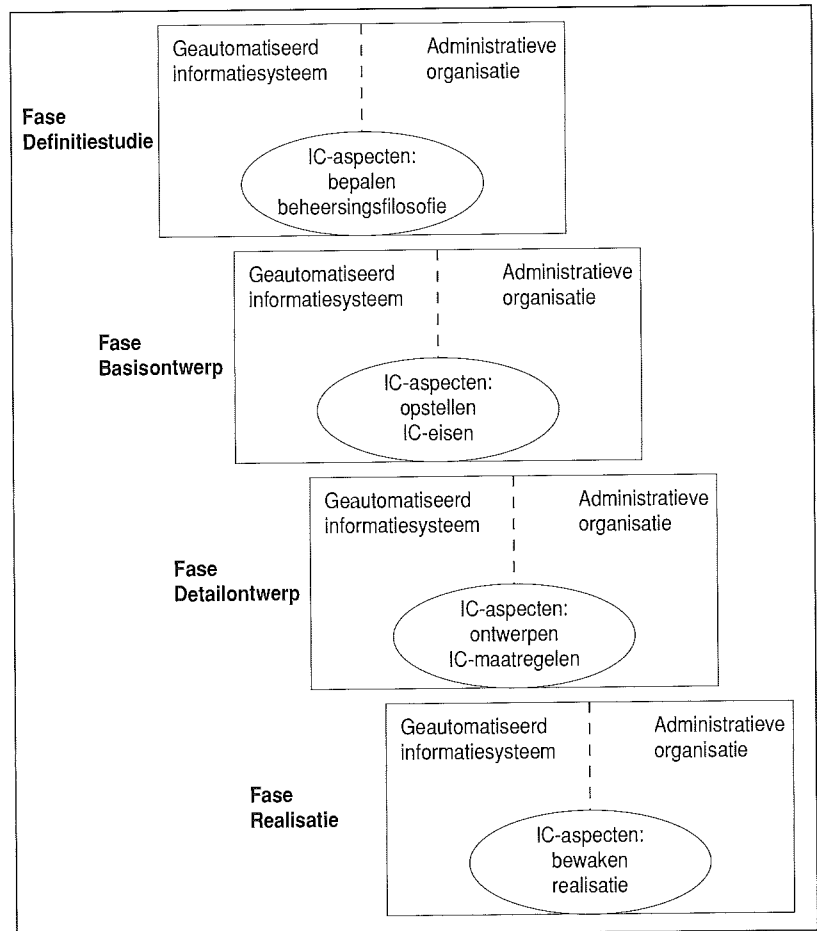 Geautomatiseerd
informatiesysteem
Administratieve
organisatie
Fase
Definitiestudie
IC-aspecten:
bepalen
beheersingsfilosofie
Geautomatiseerd
informatiesysteem
Administratieve
organisatie
Fase
Basisontwerp
IC-aspecten:
opstellen
IC-eisen
Geautomatiseerd
informatiesysteem
Administratieve
organisatie
Fase
Detailontwerp
IC-aspecten:
ontwerpen
IC-maatregelen
Geautomatiseerd
informatiesysteem
Administratieve
organisatie
Fase
Realisatie
IC-aspecten:
bewaken
realisatie